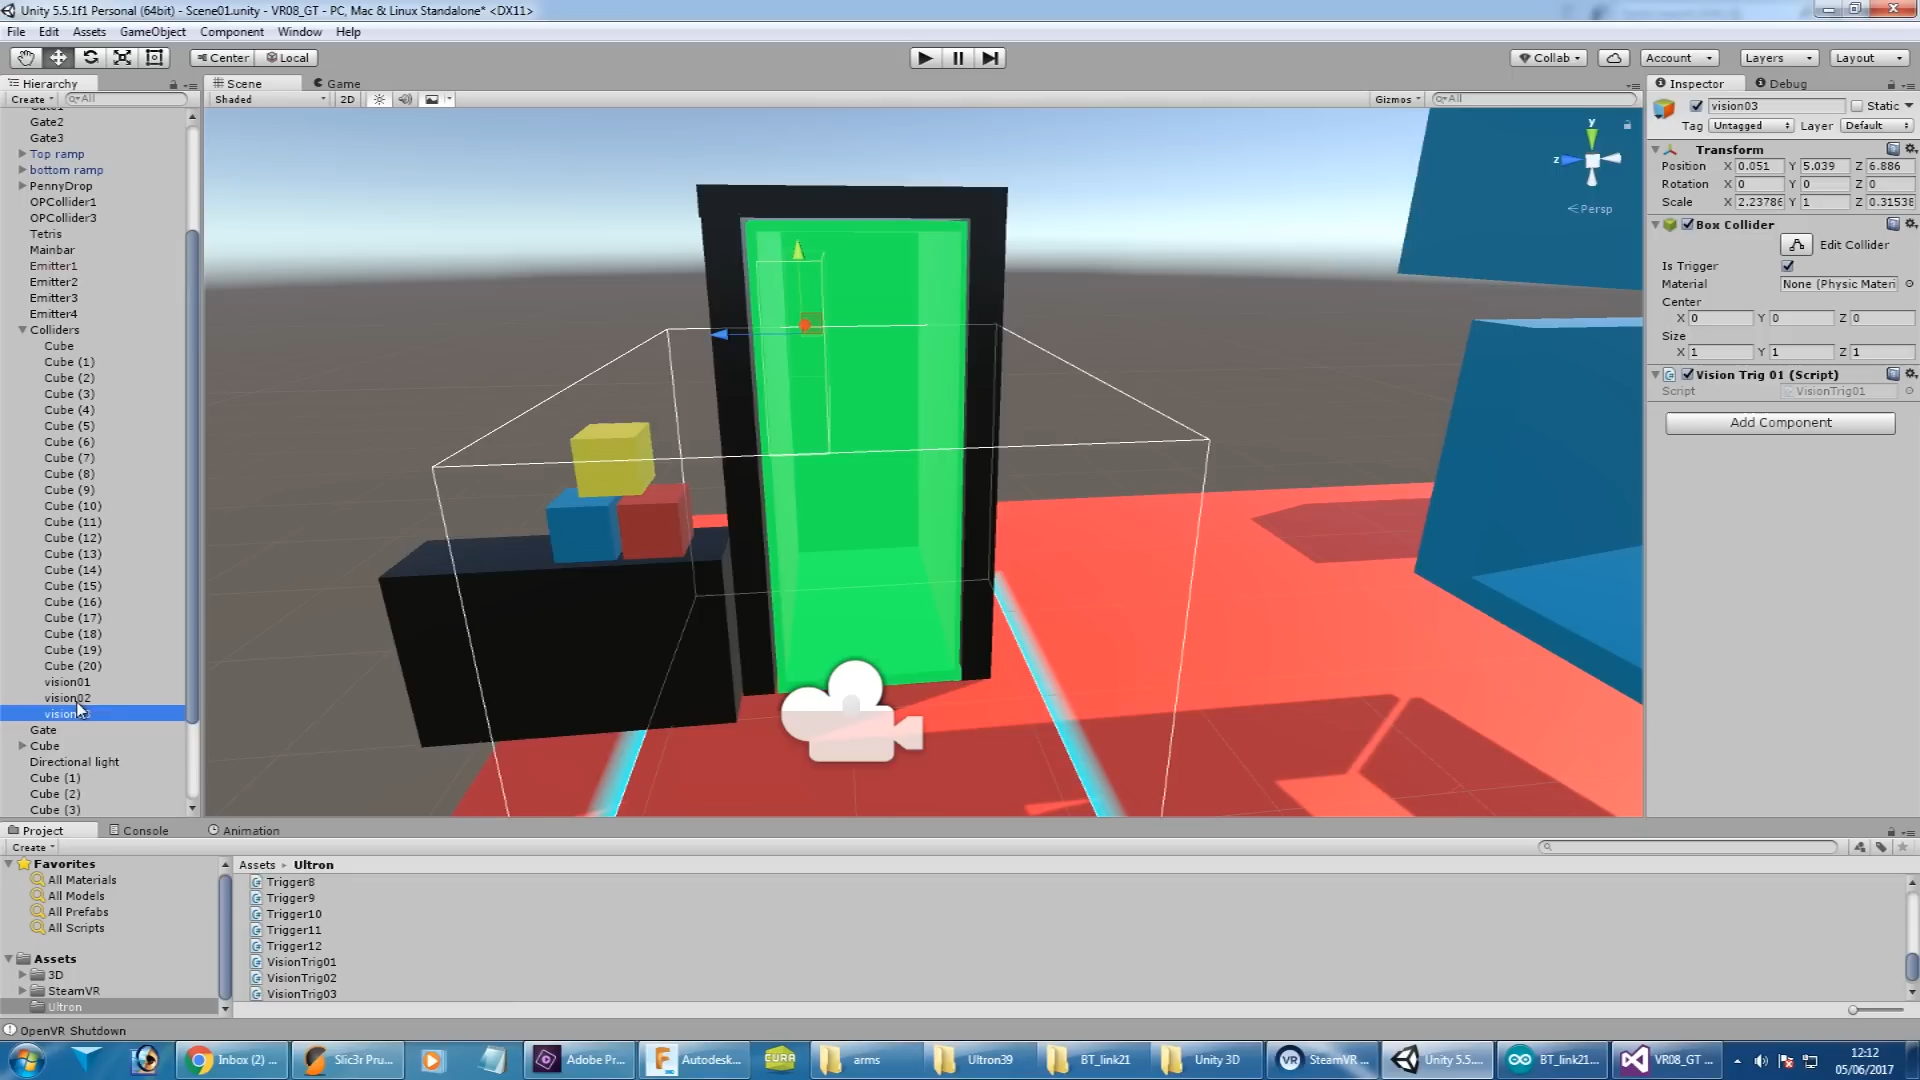 Unity 5.5.1f1 Personal (64bit) - Scene01.unity - VR08_GT - PC, Mac & Linux Standalone* <DX11>
File Edit Assets GameObject Component Window Help
Center Local Collab Account Layers Layout
Hierarchy Scene Game Inspector Debug
Create All Shaded 2D Gizmos All
vision03 Static
Tag Untagged Layer Default
Gate2
Gate3
Top ramp
bottom ramp
PennyDrop
OPCollider1
OPCollider3
Tetris
Mainbar
Emitter1
Emitter2
Emitter3
Emitter4
Colliders
Cube
Cube (1)
Cube (2)
Cube (3)
Cube (4)
Cube (5)
Cube (6)
Cube (7)
Cube (8)
Cube (9)
Cube (10)
Cube (11)
Cube (12)
Cube (13)
Cube (14)
Cube (15)
Cube (16)
Cube (17)
Cube (18)
Cube (19)
Cube (20)
vision01
vision02
Gate
Cube
Directional light
Cube (1)
Cube (2)
Cube (3)
y
z
Persp
Transform
Position X 0.051 Y 5.039 Z 6.886
Rotation X 0 Y 0 Z 0
Scale X 2.23786 Y 1 Z 0.31538
Box Collider
Edit Collider
Is Trigger
Material None (Physic Materi
Center
X 0 Y 0 Z 0
Size
X 1 Y 1 Z 1
Vision Trig 01 (Script)
Script VisionTrig01
Add Component
Project Console Animation
Create
Favorites
All Materials
All Models
All Prefabs
All Scripts
Assets
3D
SteamVR
Ultron
Assets Ultron
Trigger8
Trigger9
Trigger10
Trigger11
Trigger12
VisionTrig01
VisionTrig02
VisionTrig03
OpenVR Shutdown
Inbox (2) ... Slic3r Pru... Adobe Pr... Autodesk... CURA arms Ultron39 BT_link21 Unity 3D VR SteamVR ... Unity 5.5.... BT_link21... VR08_GT ...
12:12
05/06/2017